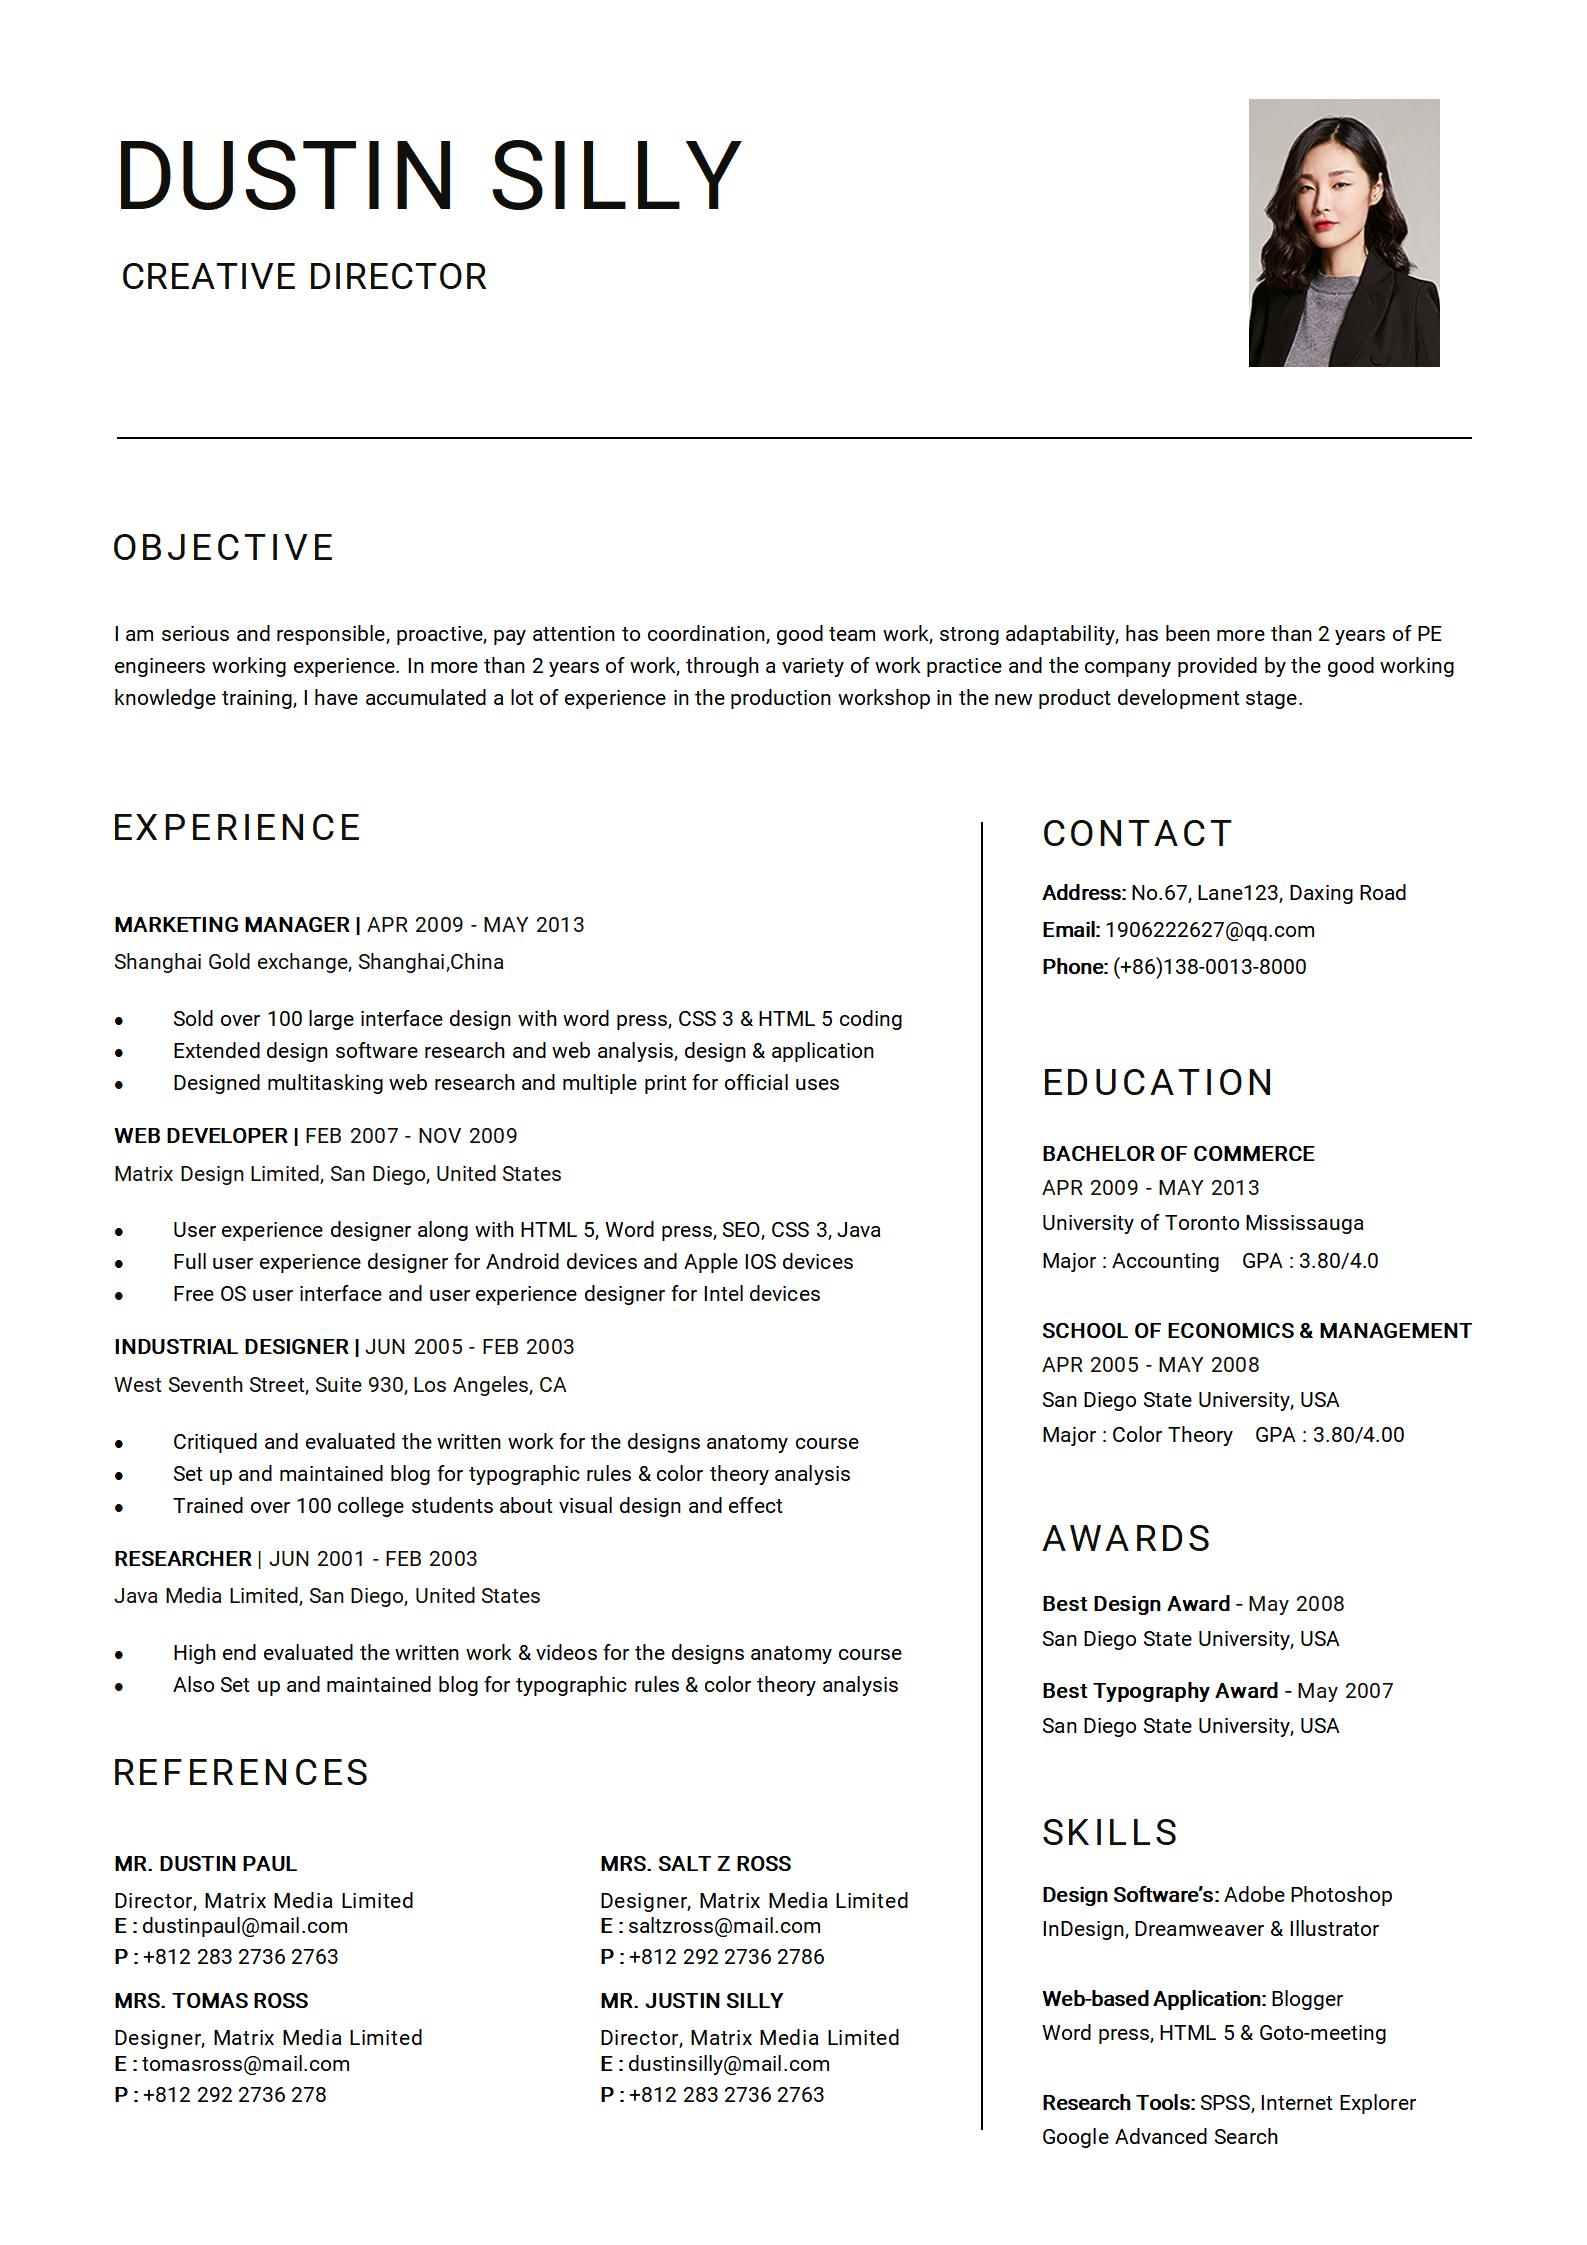 DUSTIN SILLY
CREATIVE DIRECTOR
OBJECTIVE
I am serious and responsible, proactive, pay attention to coordination, good team work, strong adaptability, has been more than 2 years of PE
engineers working experience. In more than 2 years of work, through a variety of work practice and the company provided by the good working
knowledge training, I have accumulated a lot of experience in the production workshop in the new product development stage.
EXPERIENCE
MARKETING MANAGER | APR 2009 - MAY 2013
Shanghai Gold exchange, Shanghai,China
● Sold over 100 large interface design with word press, CSS 3 & HTML 5 coding
● Extended design software research and web analysis, design & application
● Designed multitasking web research and multiple print for official uses
WEB DEVELOPER | FEB 2007 - NOV 2009
Matrix Design Limited, San Diego, United States
● User experience designer along with HTML 5, Word press, SEO, CSS 3, Java
● Full user experience designer for Android devices and Apple IOS devices
● Free OS user interface and user experience designer for Intel devices
INDUSTRIAL DESIGNER | JUN 2005 - FEB 2003
West Seventh Street, Suite 930, Los Angeles, CA
● Critiqued and evaluated the written work for the designs anatomy course
● Set up and maintained blog for typographic rules & color theory analysis
● Trained over 100 college students about visual design and effect
RESEARCHER | JUN 2001 - FEB 2003
Java Media Limited, San Diego, United States
● High end evaluated the written work & videos for the designs anatomy course
● Also Set up and maintained blog for typographic rules & color theory analysis
REFERENCES
MR. DUSTIN PAUL
Director, Matrix Media Limited
E : dustinpaul@mail.com
P : +812 283 2736 2763
MRS. SALT Z ROSS
Designer, Matrix Media Limited
E : saltzross@mail.com
P : +812 292 2736 2786
MRS. TOMAS ROSS
Designer, Matrix Media Limited
E : tomasross@mail.com
P : +812 292 2736 278
MR. JUSTIN SILLY
Director, Matrix Media Limited
E : dustinsilly@mail.com
P : +812 283 2736 2763
CONTACT
Address: No.67, Lane123, Daxing Road
Email: 1906222627@qq.com
Phone: (+86)138-0013-8000
EDUCATION
BACHELOR OF COMMERCE
APR 2009 - MAY 2013
University of Toronto Mississauga
Major : Accounting GPA : 3.80/4.0
SCHOOL OF ECONOMICS & MANAGEMENT
APR 2005 - MAY 2008
San Diego State University, USA
Major : Color Theory GPA : 3.80/4.00
AWARDS
Best Design Award - May 2008
San Diego State University, USA
Best Typography Award - May 2007
San Diego State University, USA
SKILLS
Design Software’s: Adobe Photoshop
InDesign, Dreamweaver & Illustrator
Web-based Application: Blogger
Word press, HTML 5 & Goto-meeting
Research Tools: SPSS, Internet Explorer
Google Advanced Search